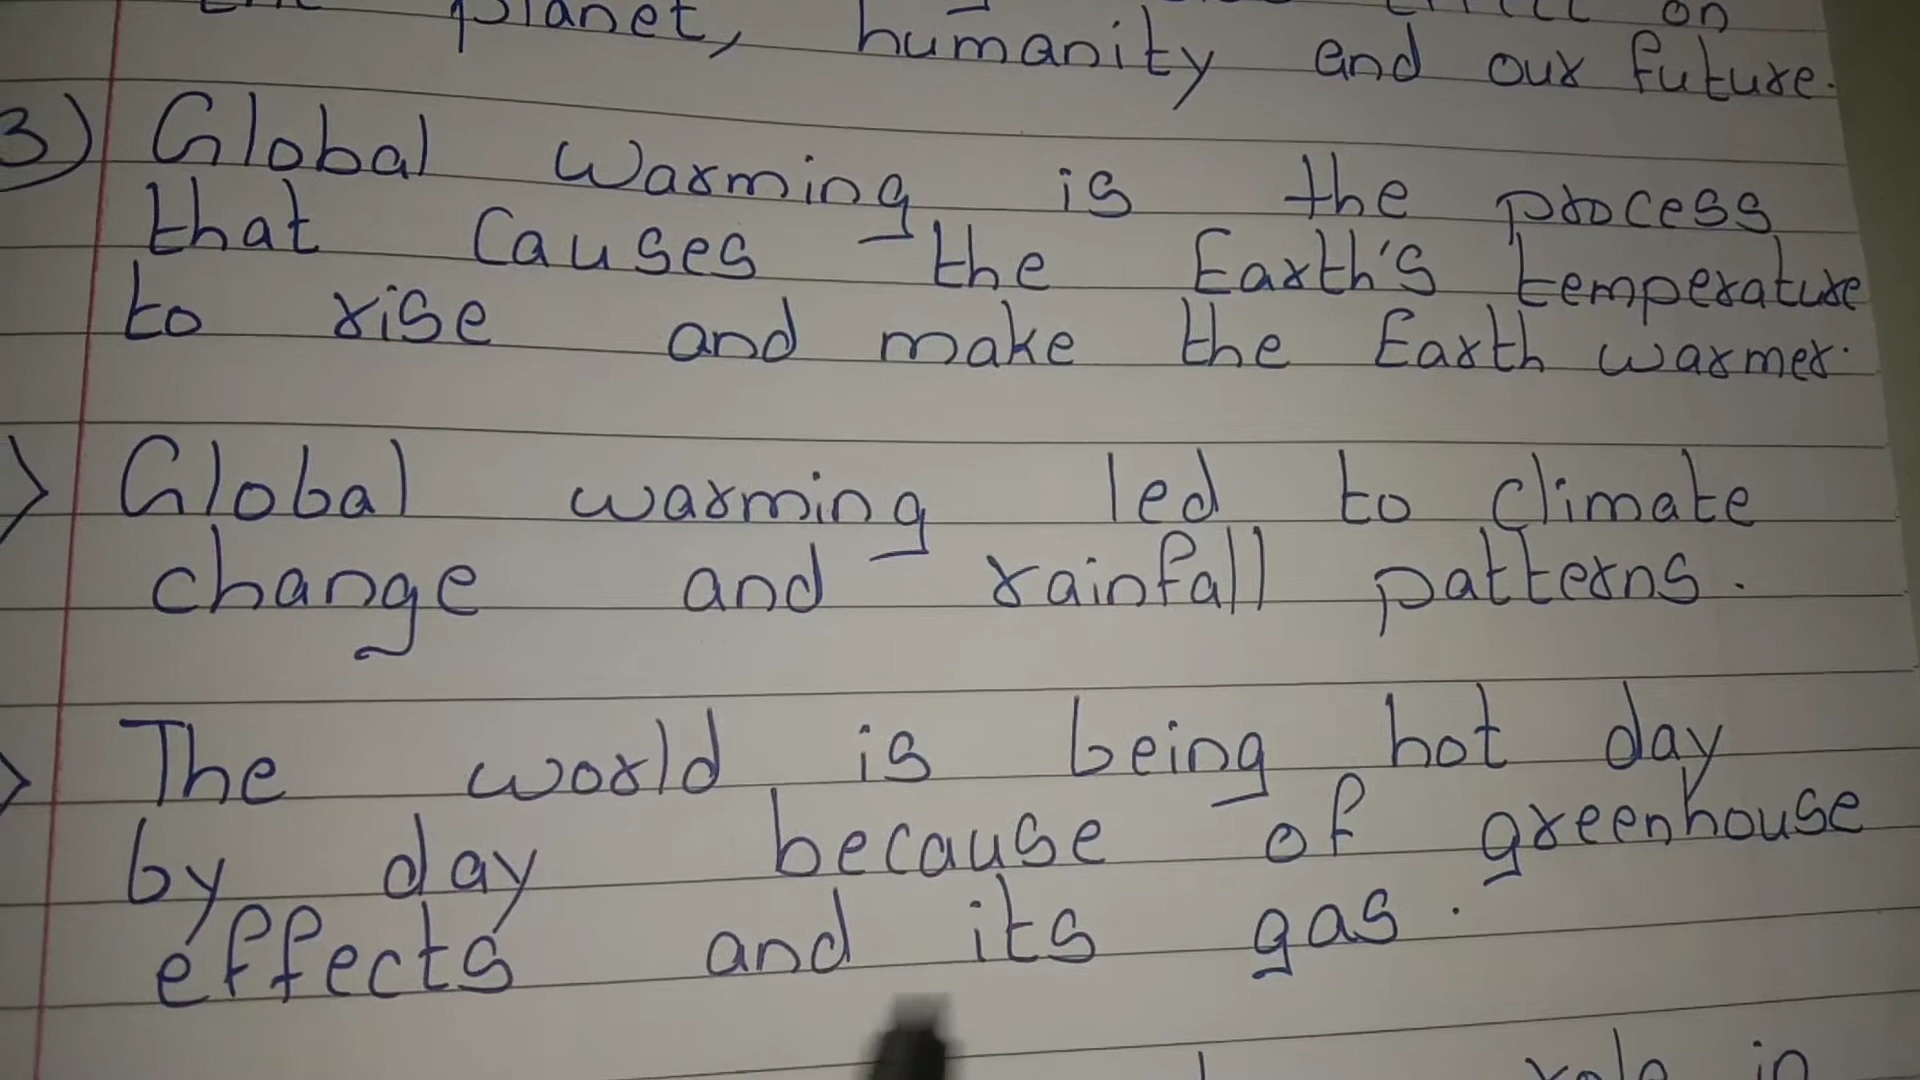 planet, humanity and our future.
on
3) Global warming is the process
that causes the Earth's temperature
to rise and make the Earth warmer.
) Global warming led to climate
change and rainfall patterns.
) The world is being hot day
by day because of greenhouse
effects and its gas.
in